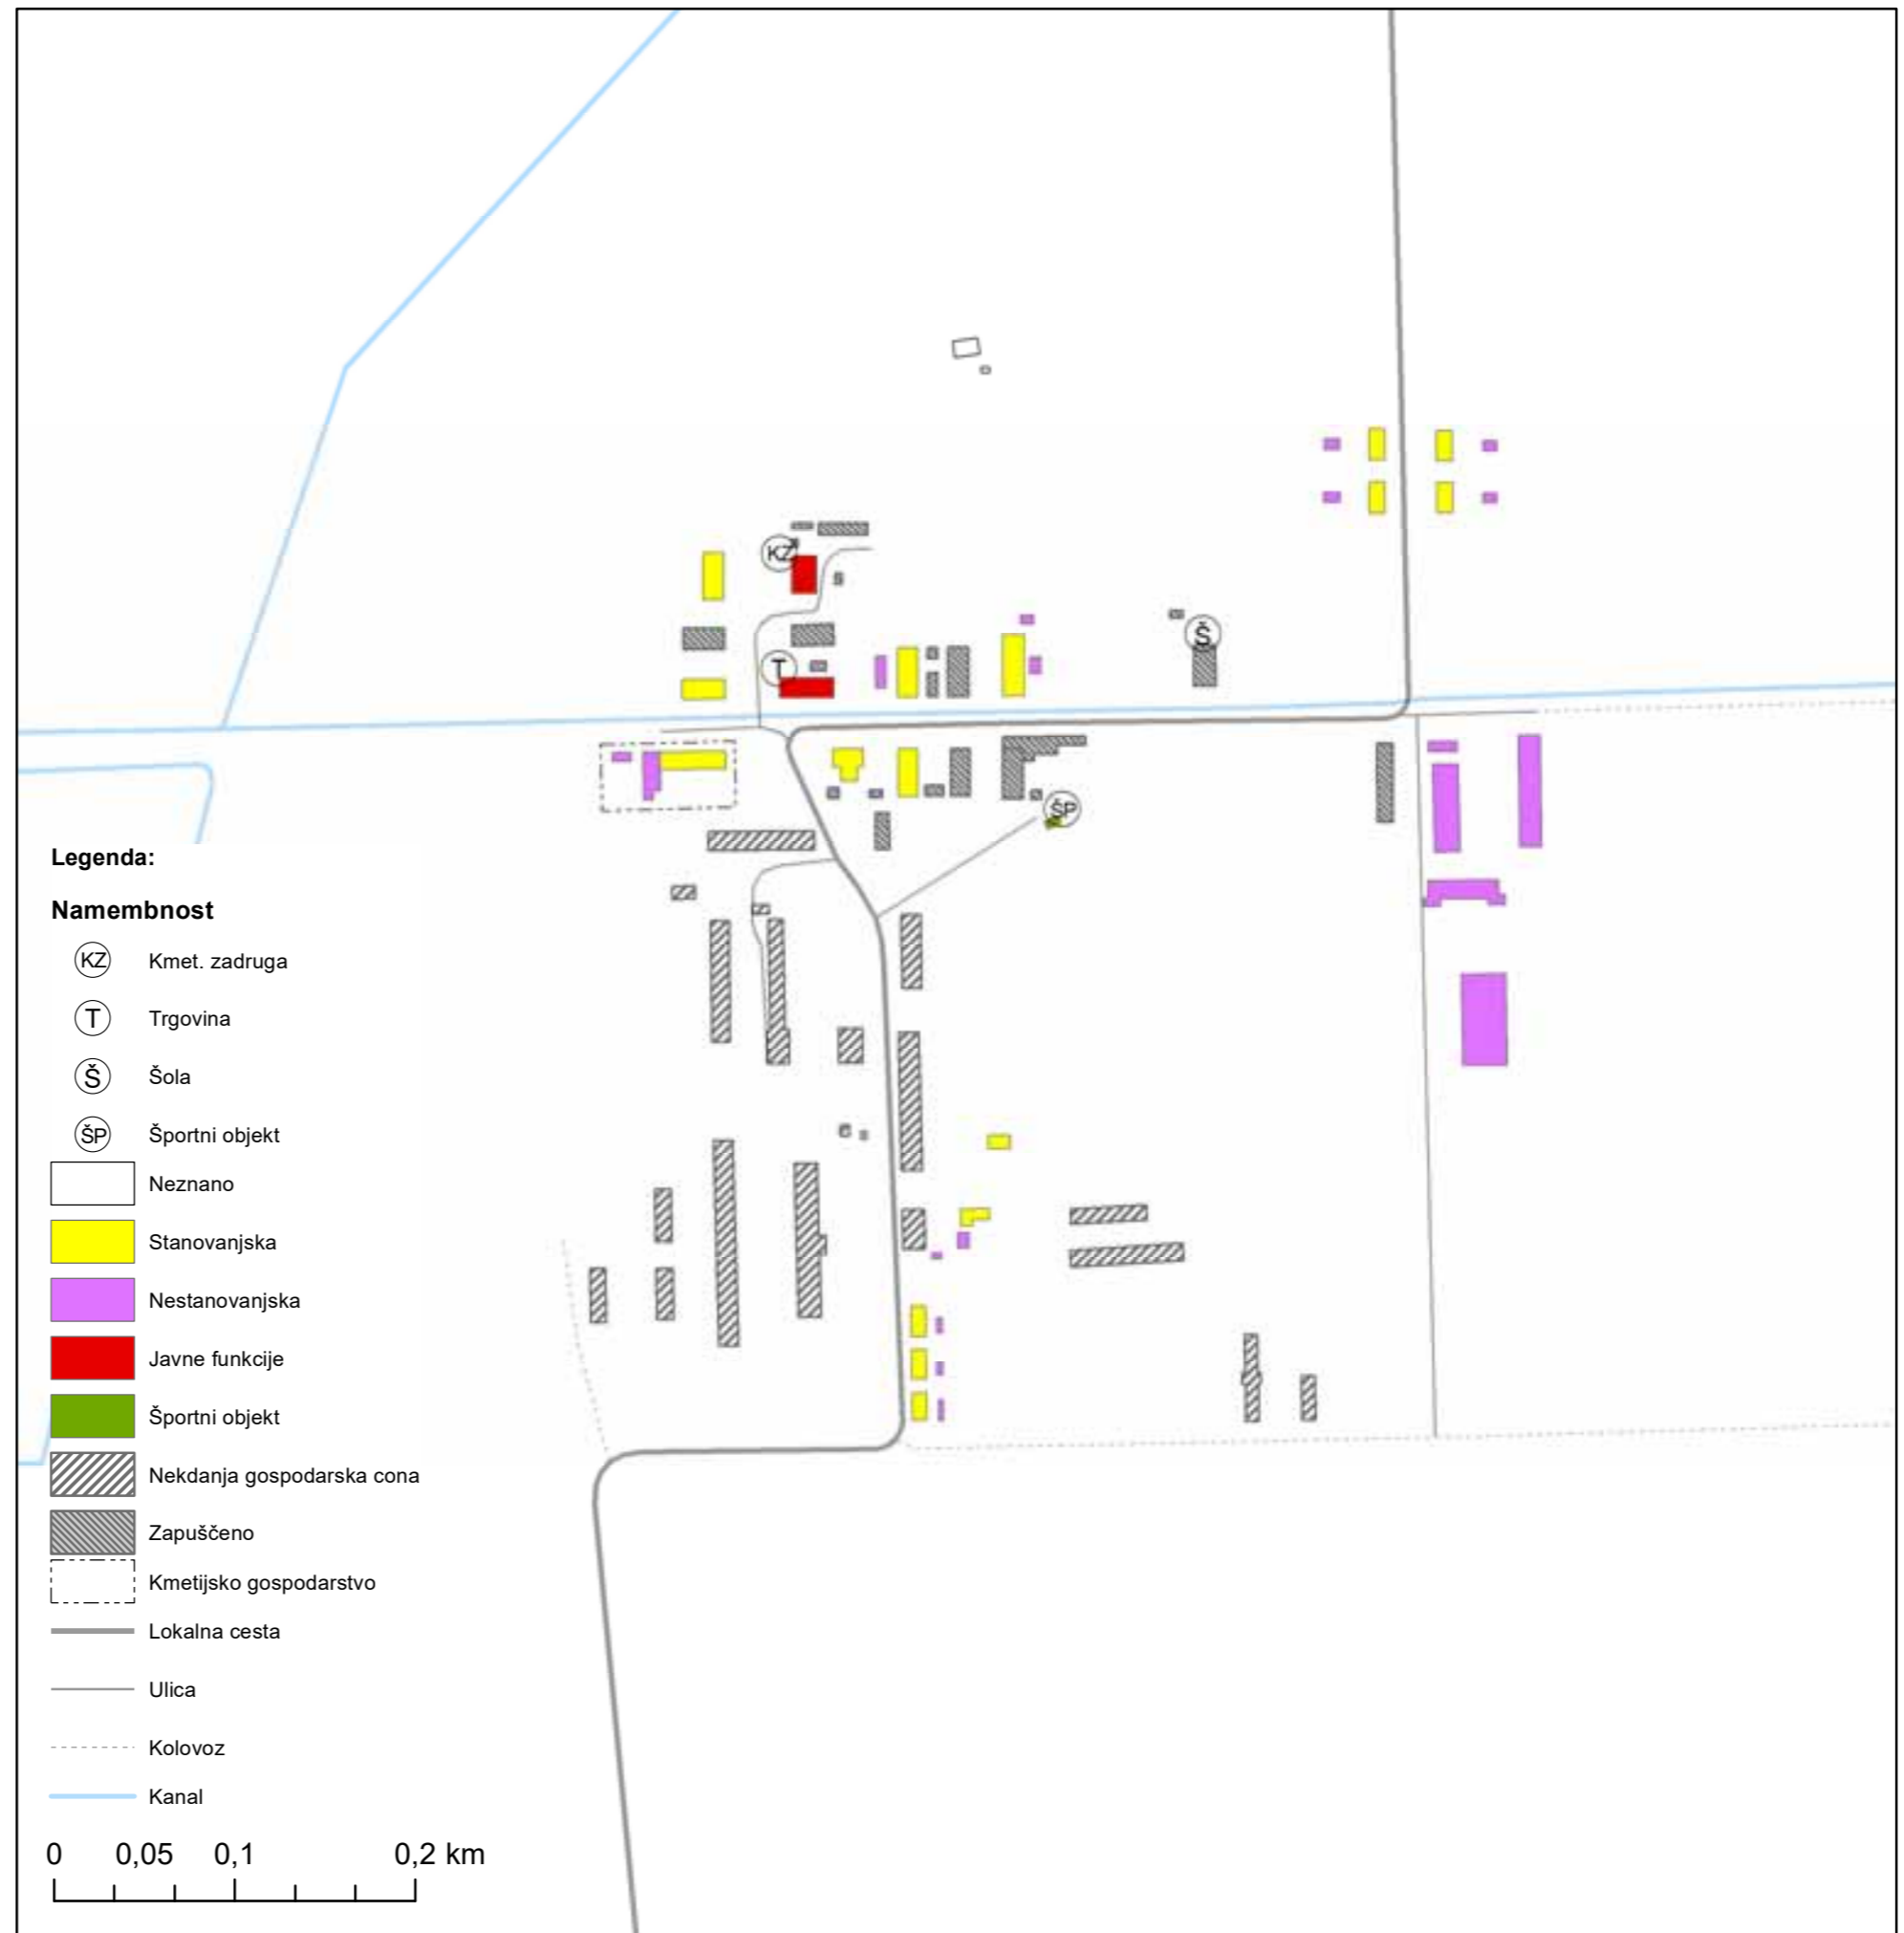 KZ
Š
T
ŠP
Legenda:
Namembnost
KZ Kmet. zadruga
T Trgovina
Š Šola
ŠP Športni objekt
Neznano
Stanovanjska
Nestanovanjska
Javne funkcije
Športni objekt
Nekdanja gospodarska cona
Zapuščeno
Kmetijsko gospodarstvo
Lokalna cesta
Ulica
Kolovoz
Kanal
0 0,05 0,1 0,2 km